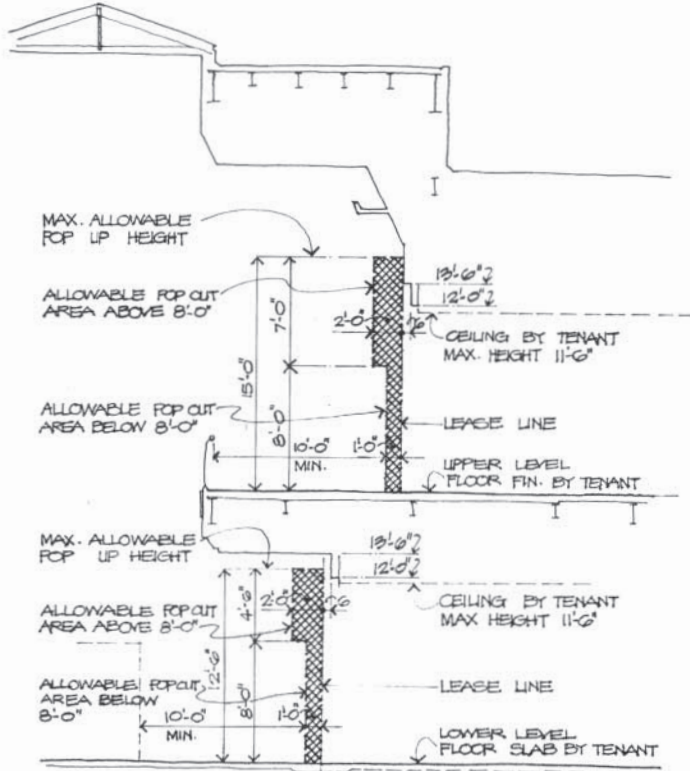 MAX. ALLOWABLE
POP UP HEIGHT
13'-6"
12'-0"
ALLOWABLE POP OUT
AREA ABOVE 8'-0"
7'-0"
2'-0"
6
CEILING BY TENANT
MAX. HEIGHT 11'-6"
15'-0"
ALLOWABLE POP OUT
AREA BELOW 8'-0"
8'-0"
10'-0"
MIN.
1'-0"
LEASE LINE
UPPER LEVEL
FLOOR FIN. BY TENANT
MAX. ALLOWABLE
POP UP HEIGHT
13'-6"
12'-0"
ALLOWABLE POP OUT
AREA ABOVE 8'-0"
4'-6"
2'-0"
6
CEILING BY TENANT
MAX HEIGHT 11'-6"
12'-6"
ALLOWABLE POP OUT
AREA BELOW
8'-0"
10'-0"
MIN.
8'-0"
1'-0"
LEASE LINE
LOWER LEVEL
FLOOR SLAB BY TENANT